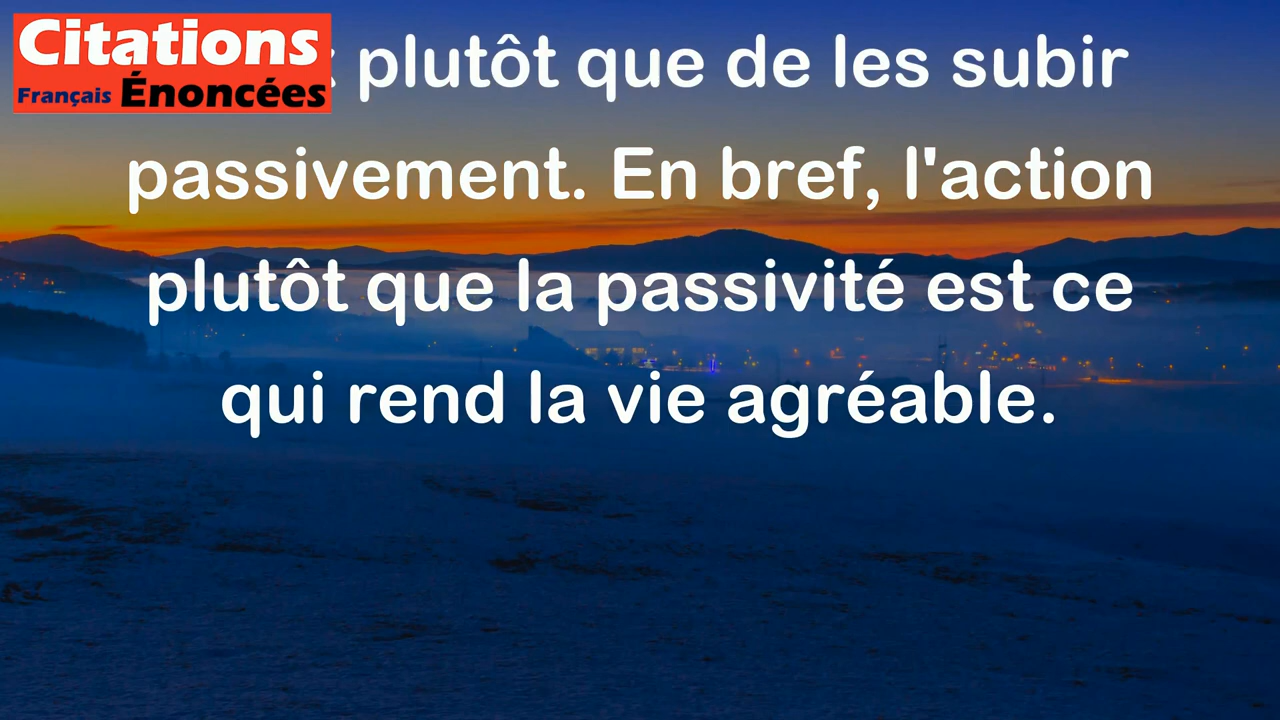 Citations
Français Énoncées
plutôt que de les subir
passivement. En bref, l'action
plutôt que la passivité est ce
qui rend la vie agréable.